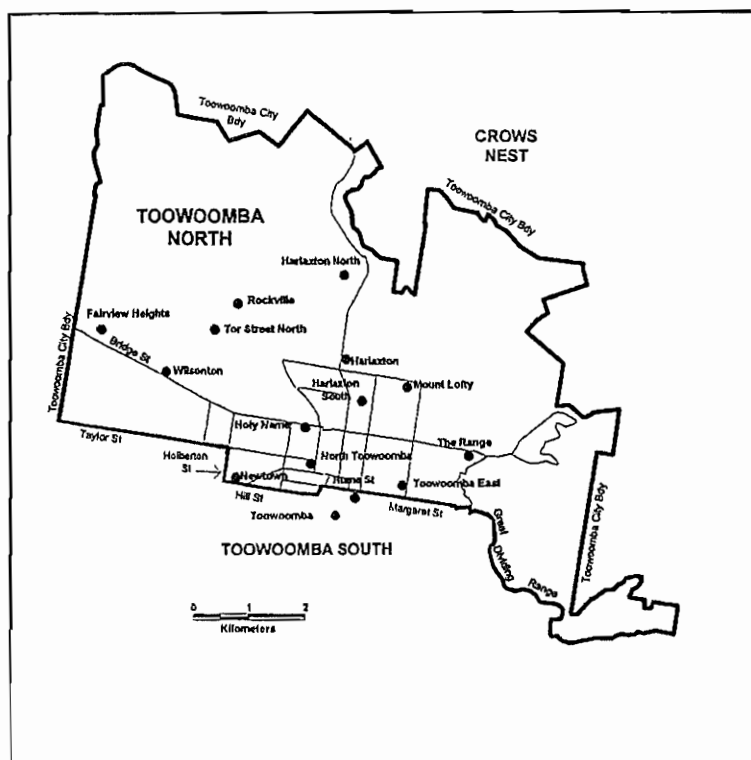 Toowoomba City
Bdy
CROWS
NEST
Toowoomba City Bdy
TOOWOOMBA
NORTH
Harlaxton North
Rockville
Fairview Heights
Tor Street North
Toowoomba City Bdy
Bridge St
Wilsonton
Harlaxton
Harlaxton
South
Mount Lofty
Holy Name
The Range
Taylor St
North Toowoomba
Holberton
St
Newtown
Hume St
Toowoomba East
Hill St
Margaret St
Toowoomba
Great
Dividing
Range
Toowoomba City Bdy
TOOWOOMBA SOUTH
0 1 2
Kilometers